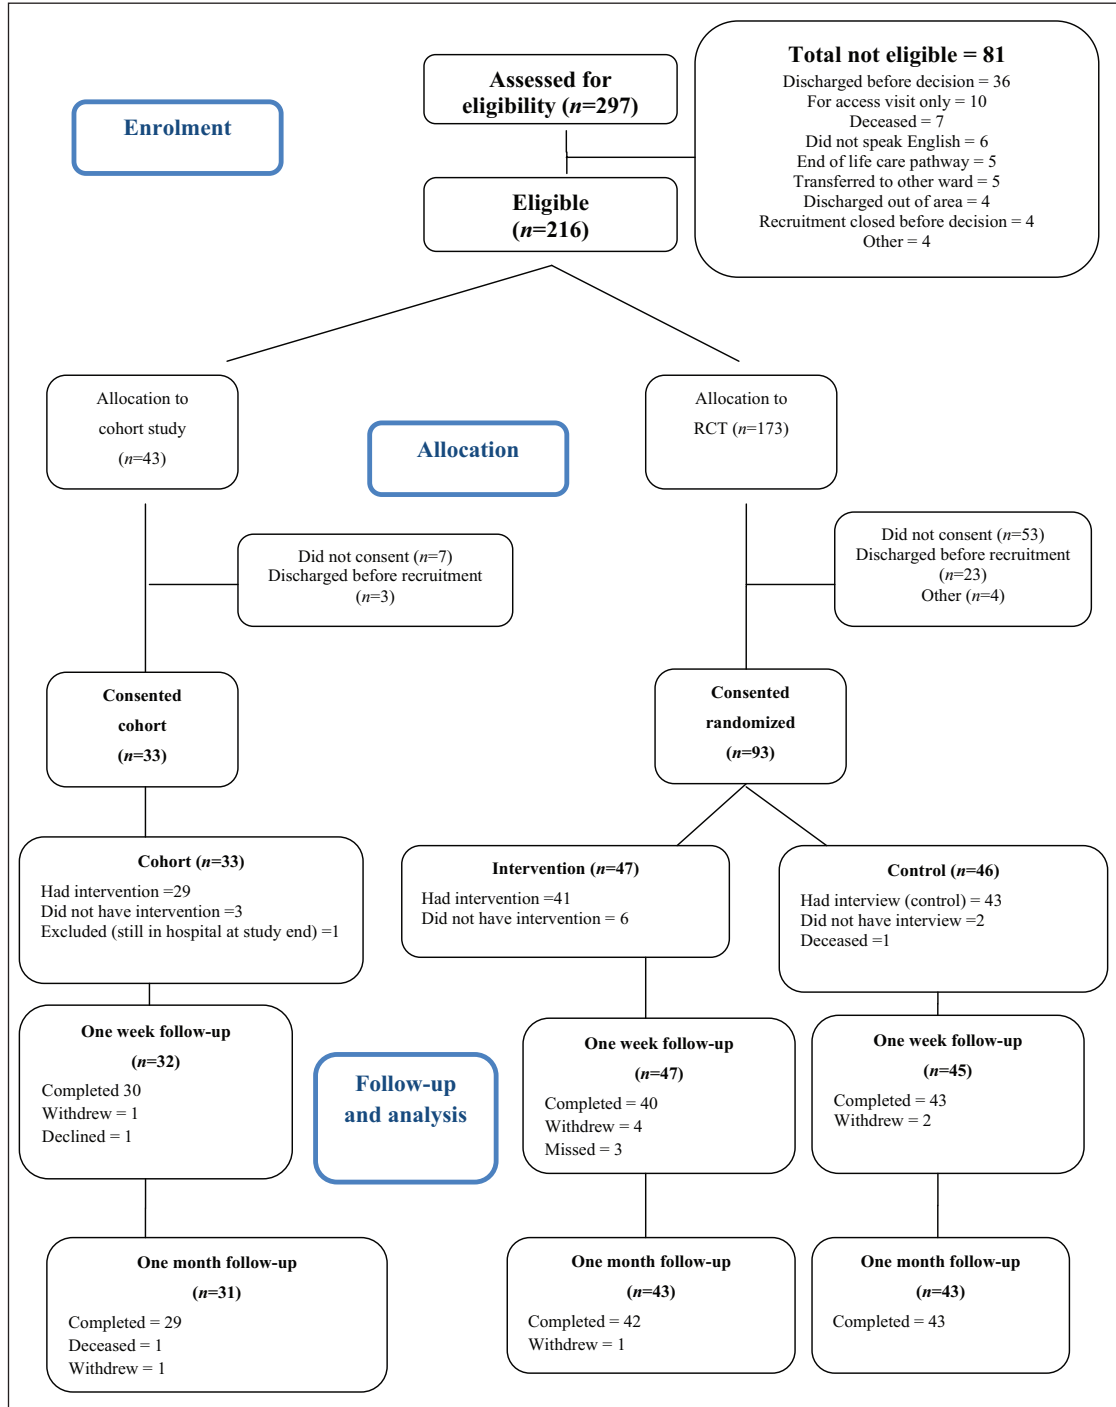 Total not eligible = 81
Discharged before decision = 36
For access visit only = 10
Deceased = 7
Did not speak English = 6
End of life care pathway = 5
Transferred to other ward = 5
Discharged out of area = 4
Recruitment closed before decision = 4
Other = 4
Assessed for
eligibility (n=297)
Enrolment
Eligible
(n=216)
Allocation to
cohort study
(n=43)
Allocation to
RCT (n=173)
Allocation
Did not consent (n=7)
Discharged before recruitment
(n=3)
Did not consent (n=53)
Discharged before recruitment
(n=23)
Other (n=4)
Consented
cohort
(n=33)
Consented
randomized
(n=93)
Cohort (n=33)
Had intervention =29
Did not have intervention =3
Excluded (still in hospital at study end) =1
Intervention (n=47)
Had intervention =41
Did not have intervention = 6
Control (n=46)
Had interview (control) = 43
Did not have interview =2
Deceased =1
One week follow-up
(n=32)
Completed 30
Withdrew = 1
Declined = 1
Follow-up
and analysis
One week follow-up
(n=47)
Completed = 40
Withdrew = 4
Missed = 3
One week follow-up
(n=45)
Completed = 43
Withdrew = 2
One month follow-up
(n=31)
Completed = 29
Deceased = 1
Withdrew = 1
One month follow-up
(n=43)
Completed = 42
Withdrew = 1
One month follow-up
(n=43)
Completed = 43